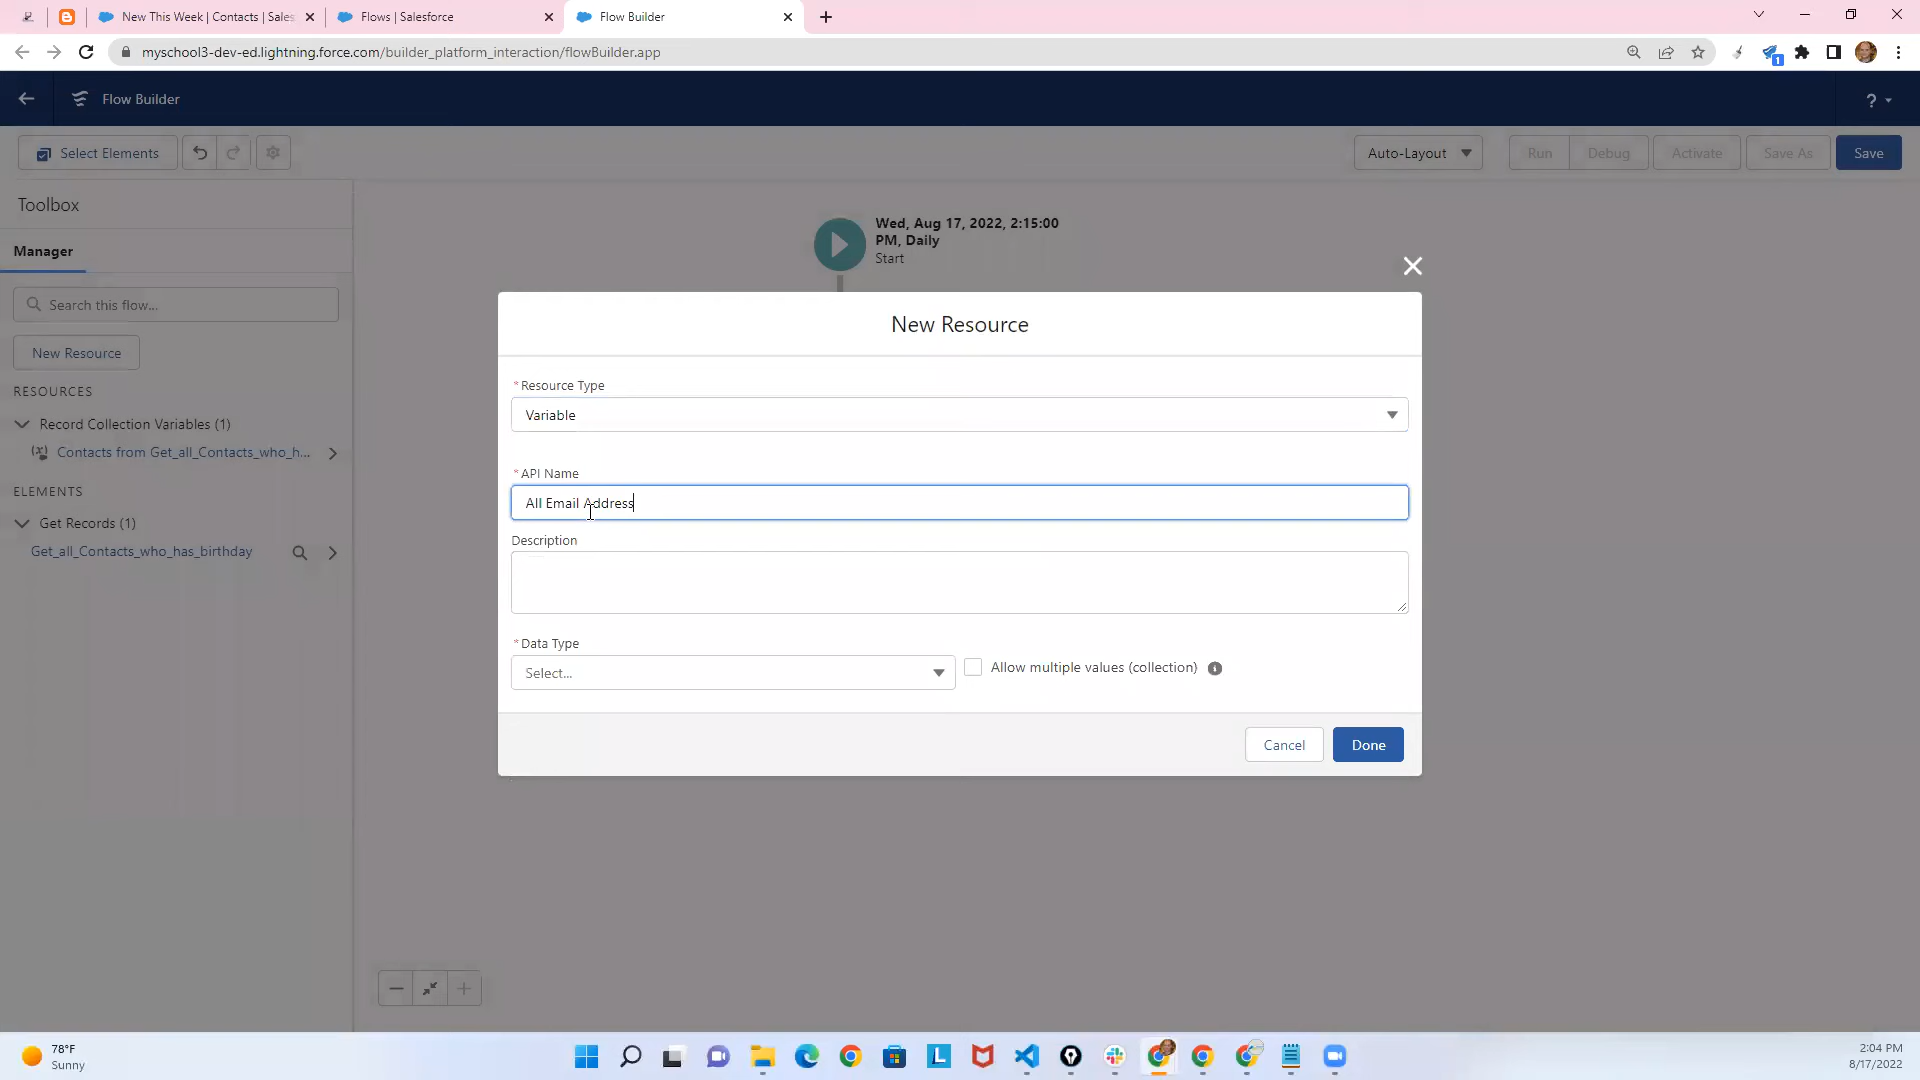 New This Week | Contacts | Sales
Flows | Salesforce
Flow Builder
myschool3-dev-ed.lightning.force.com/builder_platform_interaction/flowBuilder.app
1
Flow Builder
?
Select Elements
Auto-Layout
Run
Debug
Activate
Save As
Save
Toolbox
Manager
Search this flow...
New Resource
RESOURCES
Record Collection Variables (1)
Contacts from Get_all_Contacts_who_h...
ELEMENTS
Get Records (1)
Get_all_Contacts_who_has_birthday
Wed, Aug 17, 2022, 2:15:00
PM, Daily
Start
New Resource
*Resource Type
Variable
*API Name
All Email Address
Description
*Data Type
Select...
Allow multiple values (collection)
Cancel
Done
78°F
Sunny
2:04 PM
8/17/2022